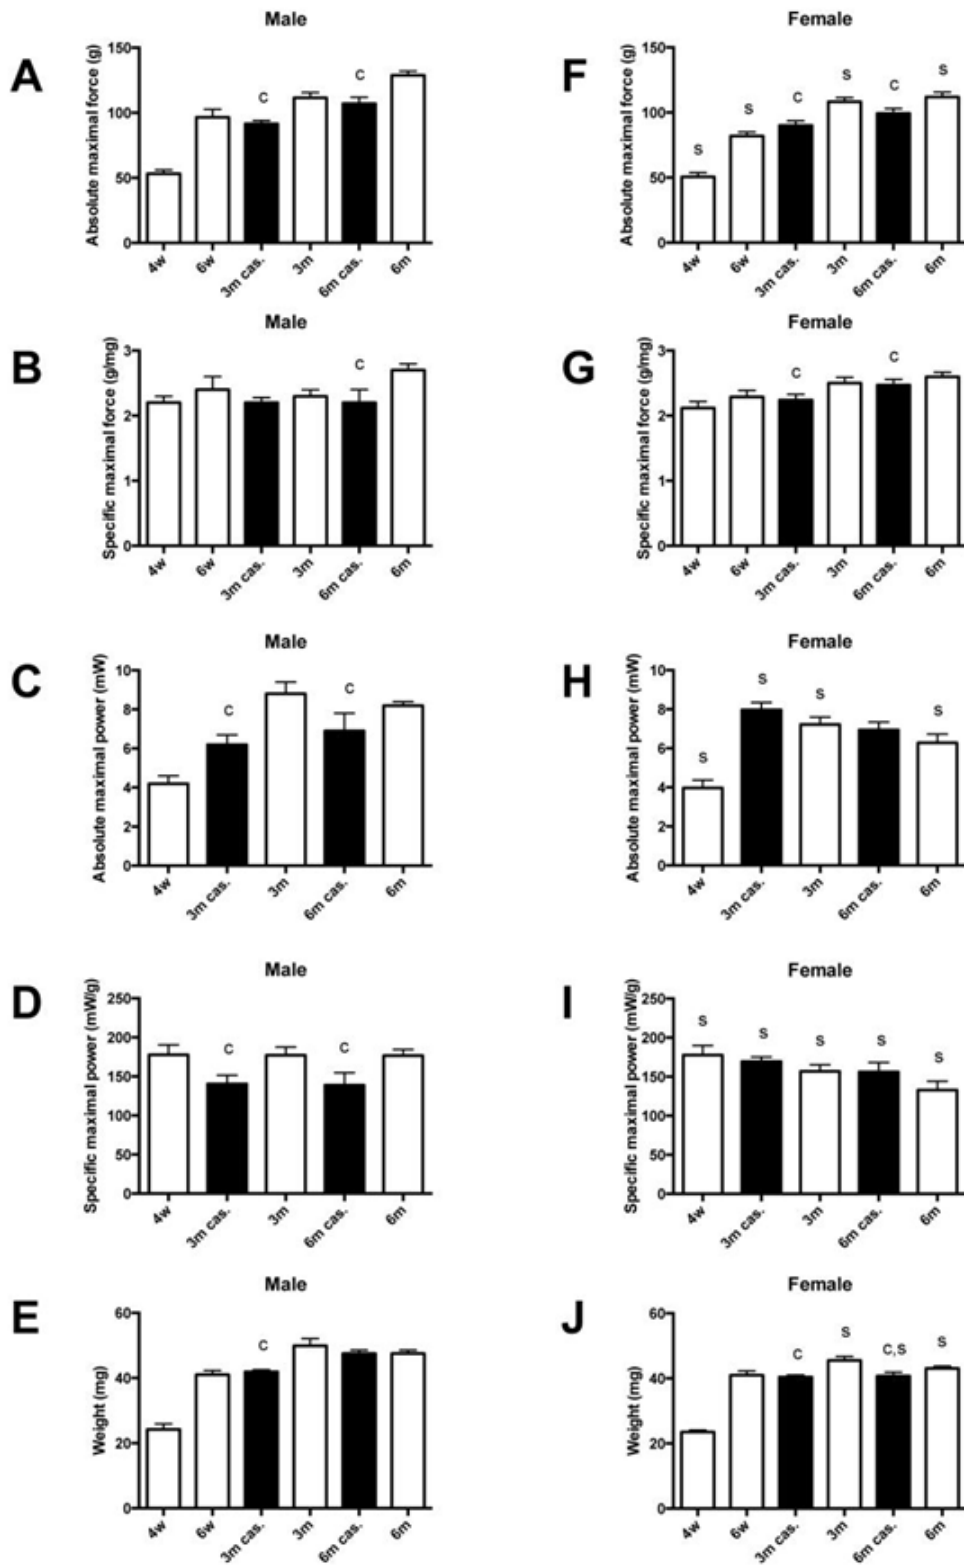 A
Male
Absolute maximal force (g)
150
100
50
0
C
C
4w
6w
3m cas.
3m
6m cas.
6m
F
Female
Absolute maximal force (g)
150
100
50
0
S
S
C
S
C
S
4w
6w
3m cas.
3m
6m cas.
6m
B
Male
Specific maximal force (g/mg)
3
2
1
0
C
4w
6w
3m cas.
3m
6m cas.
6m
G
Female
Specific maximal force (g/mg)
3
2
1
0
C
C
4w
6w
3m cas.
3m
6m cas.
6m
C
Male
Absolute maximal power (mW)
10
8
6
4
2
0
C
C
4w
3m cas.
3m
6m cas.
6m
H
Female
Absolute maximal power (mW)
10
8
6
4
2
0
S
S
S
S
4w
3m cas.
3m
6m cas.
6m
D
Male
Specific maximal power (mW/g)
250
200
150
100
50
0
C
C
4w
3m cas.
3m
6m cas.
6m
I
Female
Specific maximal power (mW/g)
250
200
150
100
50
0
S
S
S
S
S
4w
3m cas.
3m
6m cas.
6m
E
Male
Weight (mg)
60
40
20
0
C
4w
6w
3m cas.
3m
6m cas.
6m
J
Female
Weight (mg)
60
40
20
0
C
S
C,S
S
4w
6w
3m cas.
3m
6m cas.
6m